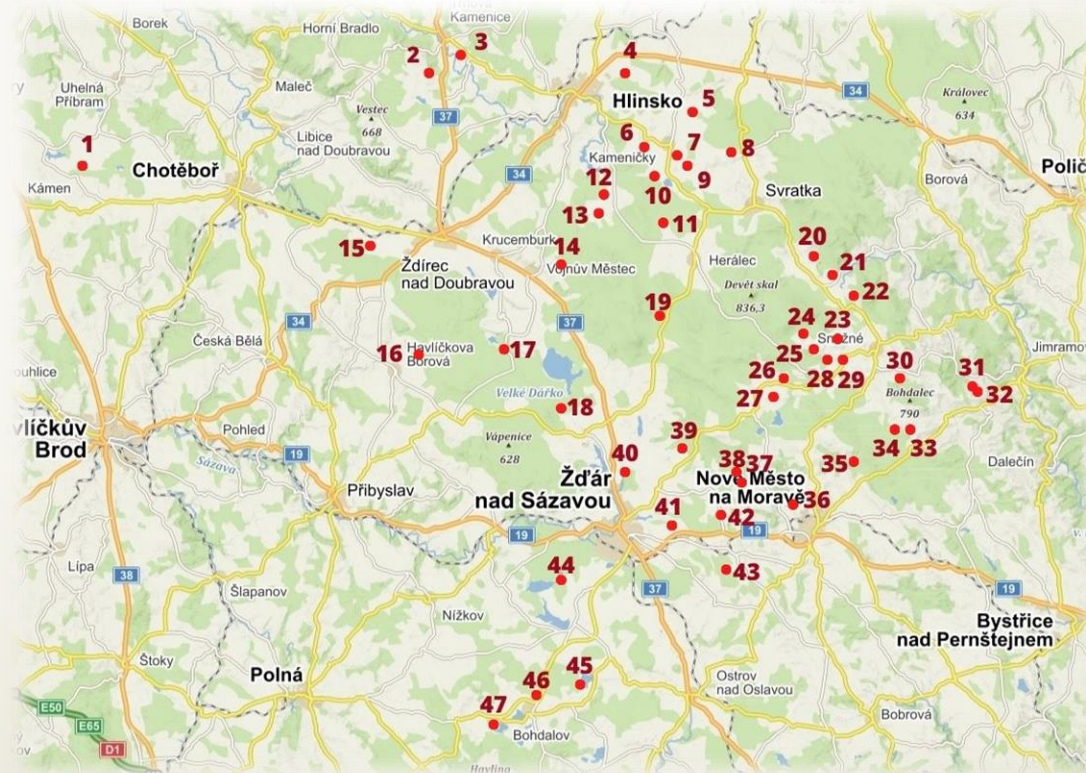 Borek
Horní Bradlo
Kamenice
2
3
4
Uhelná
Příbram
Maleč
Vestec
668
37
Hlinsko
5
34
Královec
634
1
Kámen
Chotěboř
Libice
nad Doubravou
34
6
Kameničky
7
8
9
10
Svratka
Borová
12
13
11
15
Krucemburk
14
Vojnův Městec
Ždírec
nad Doubravou
Herálec
20
21
22
Devět skal
836,3
19
34
37
Česká Bělá
16
Havlíčkova
Borová
17
24
23
25
28
29
26
27
30
31
32
Bohdalec
790
Jimramov
Velké Dářko
18
34
33
Dalečín
Brod
Pohled
Sázava
19
Vápenice
628
39
40
38
37
35
Nové Město
na Moravě
36
Žďár
nad Sázavou
Přibyslav
41
42
19
19
43
44
37
19
Lípa
38
Šlapanov
Nížkov
Bystřice
nad Pernštejnem
Štoky
Polná
46
45
47
Bohdalov
Ostrov
nad Oslavou
Bobrová
E50
E65
D1